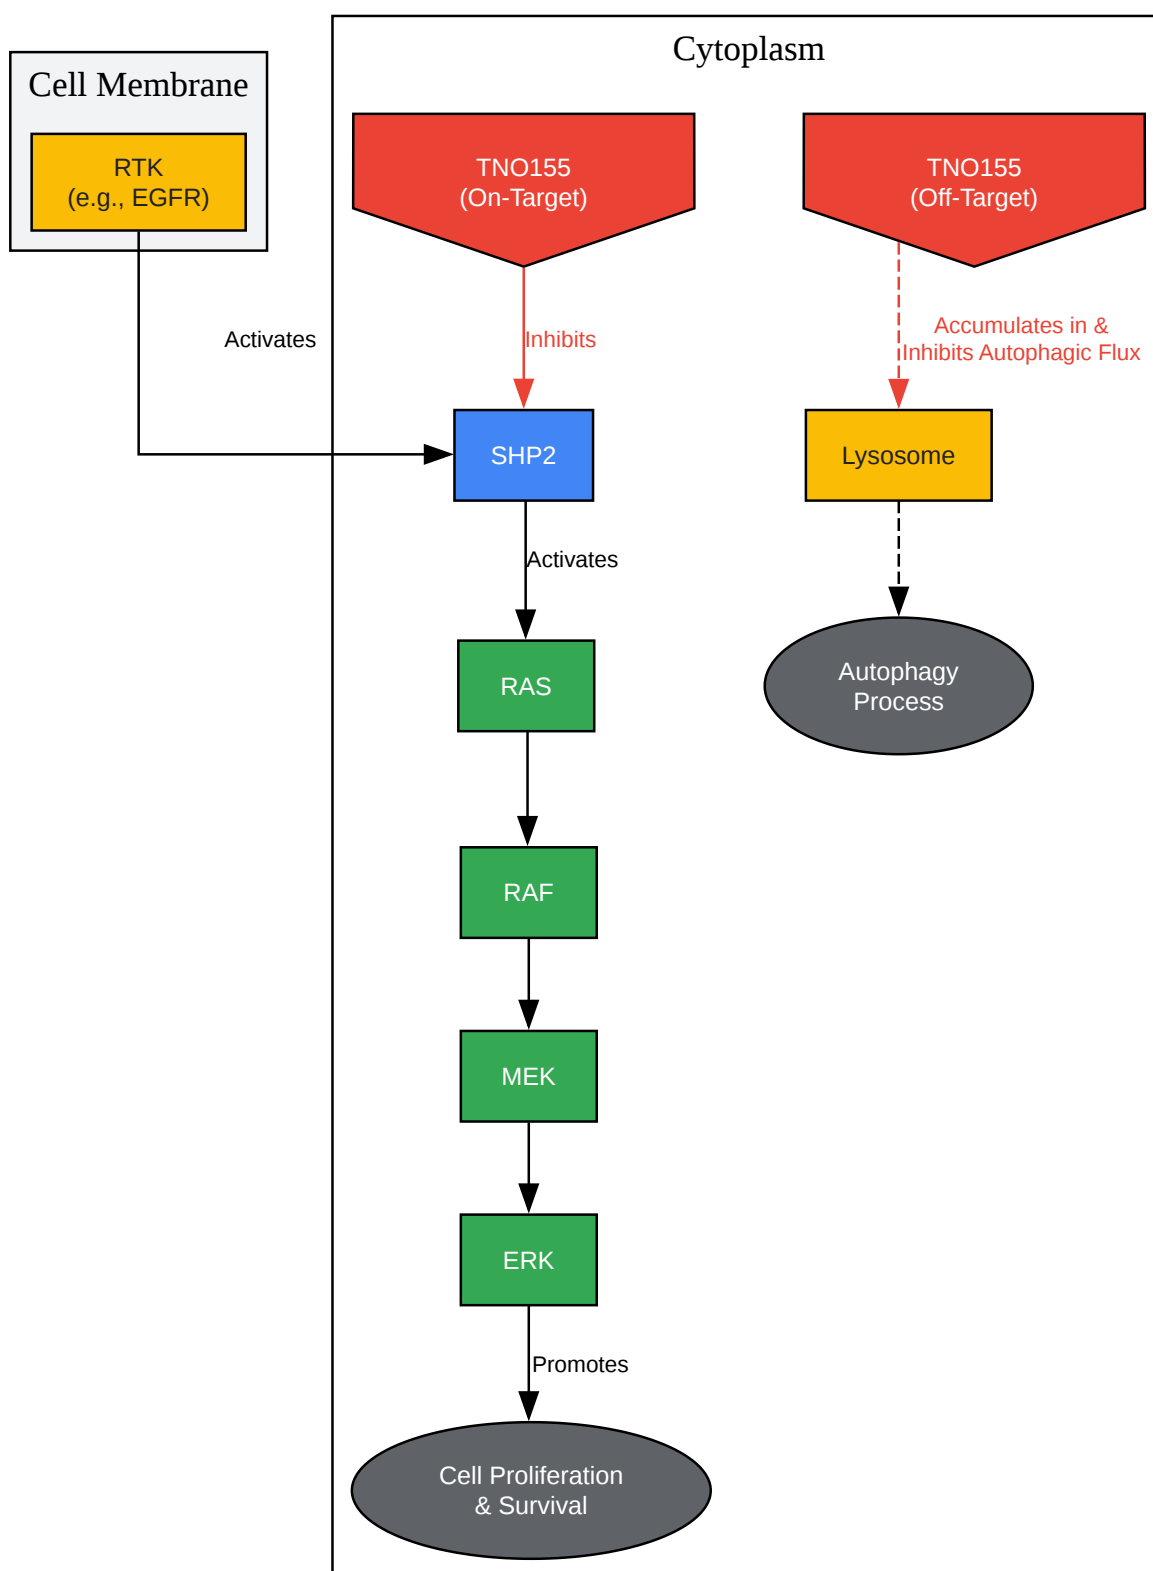 Cytoplasm
Cell Membrane
RTK
(e.g., EGFR)
TNO155
(On-Target)
TNO155
(Off-Target)
Activates
Inhibits
Accumulates in &
Inhibits Autophagic Flux
SHP2
Lysosome
Activates
RAS
Autophagy
Process
RAF
MEK
ERK
Promotes
Cell Proliferation
& Survival